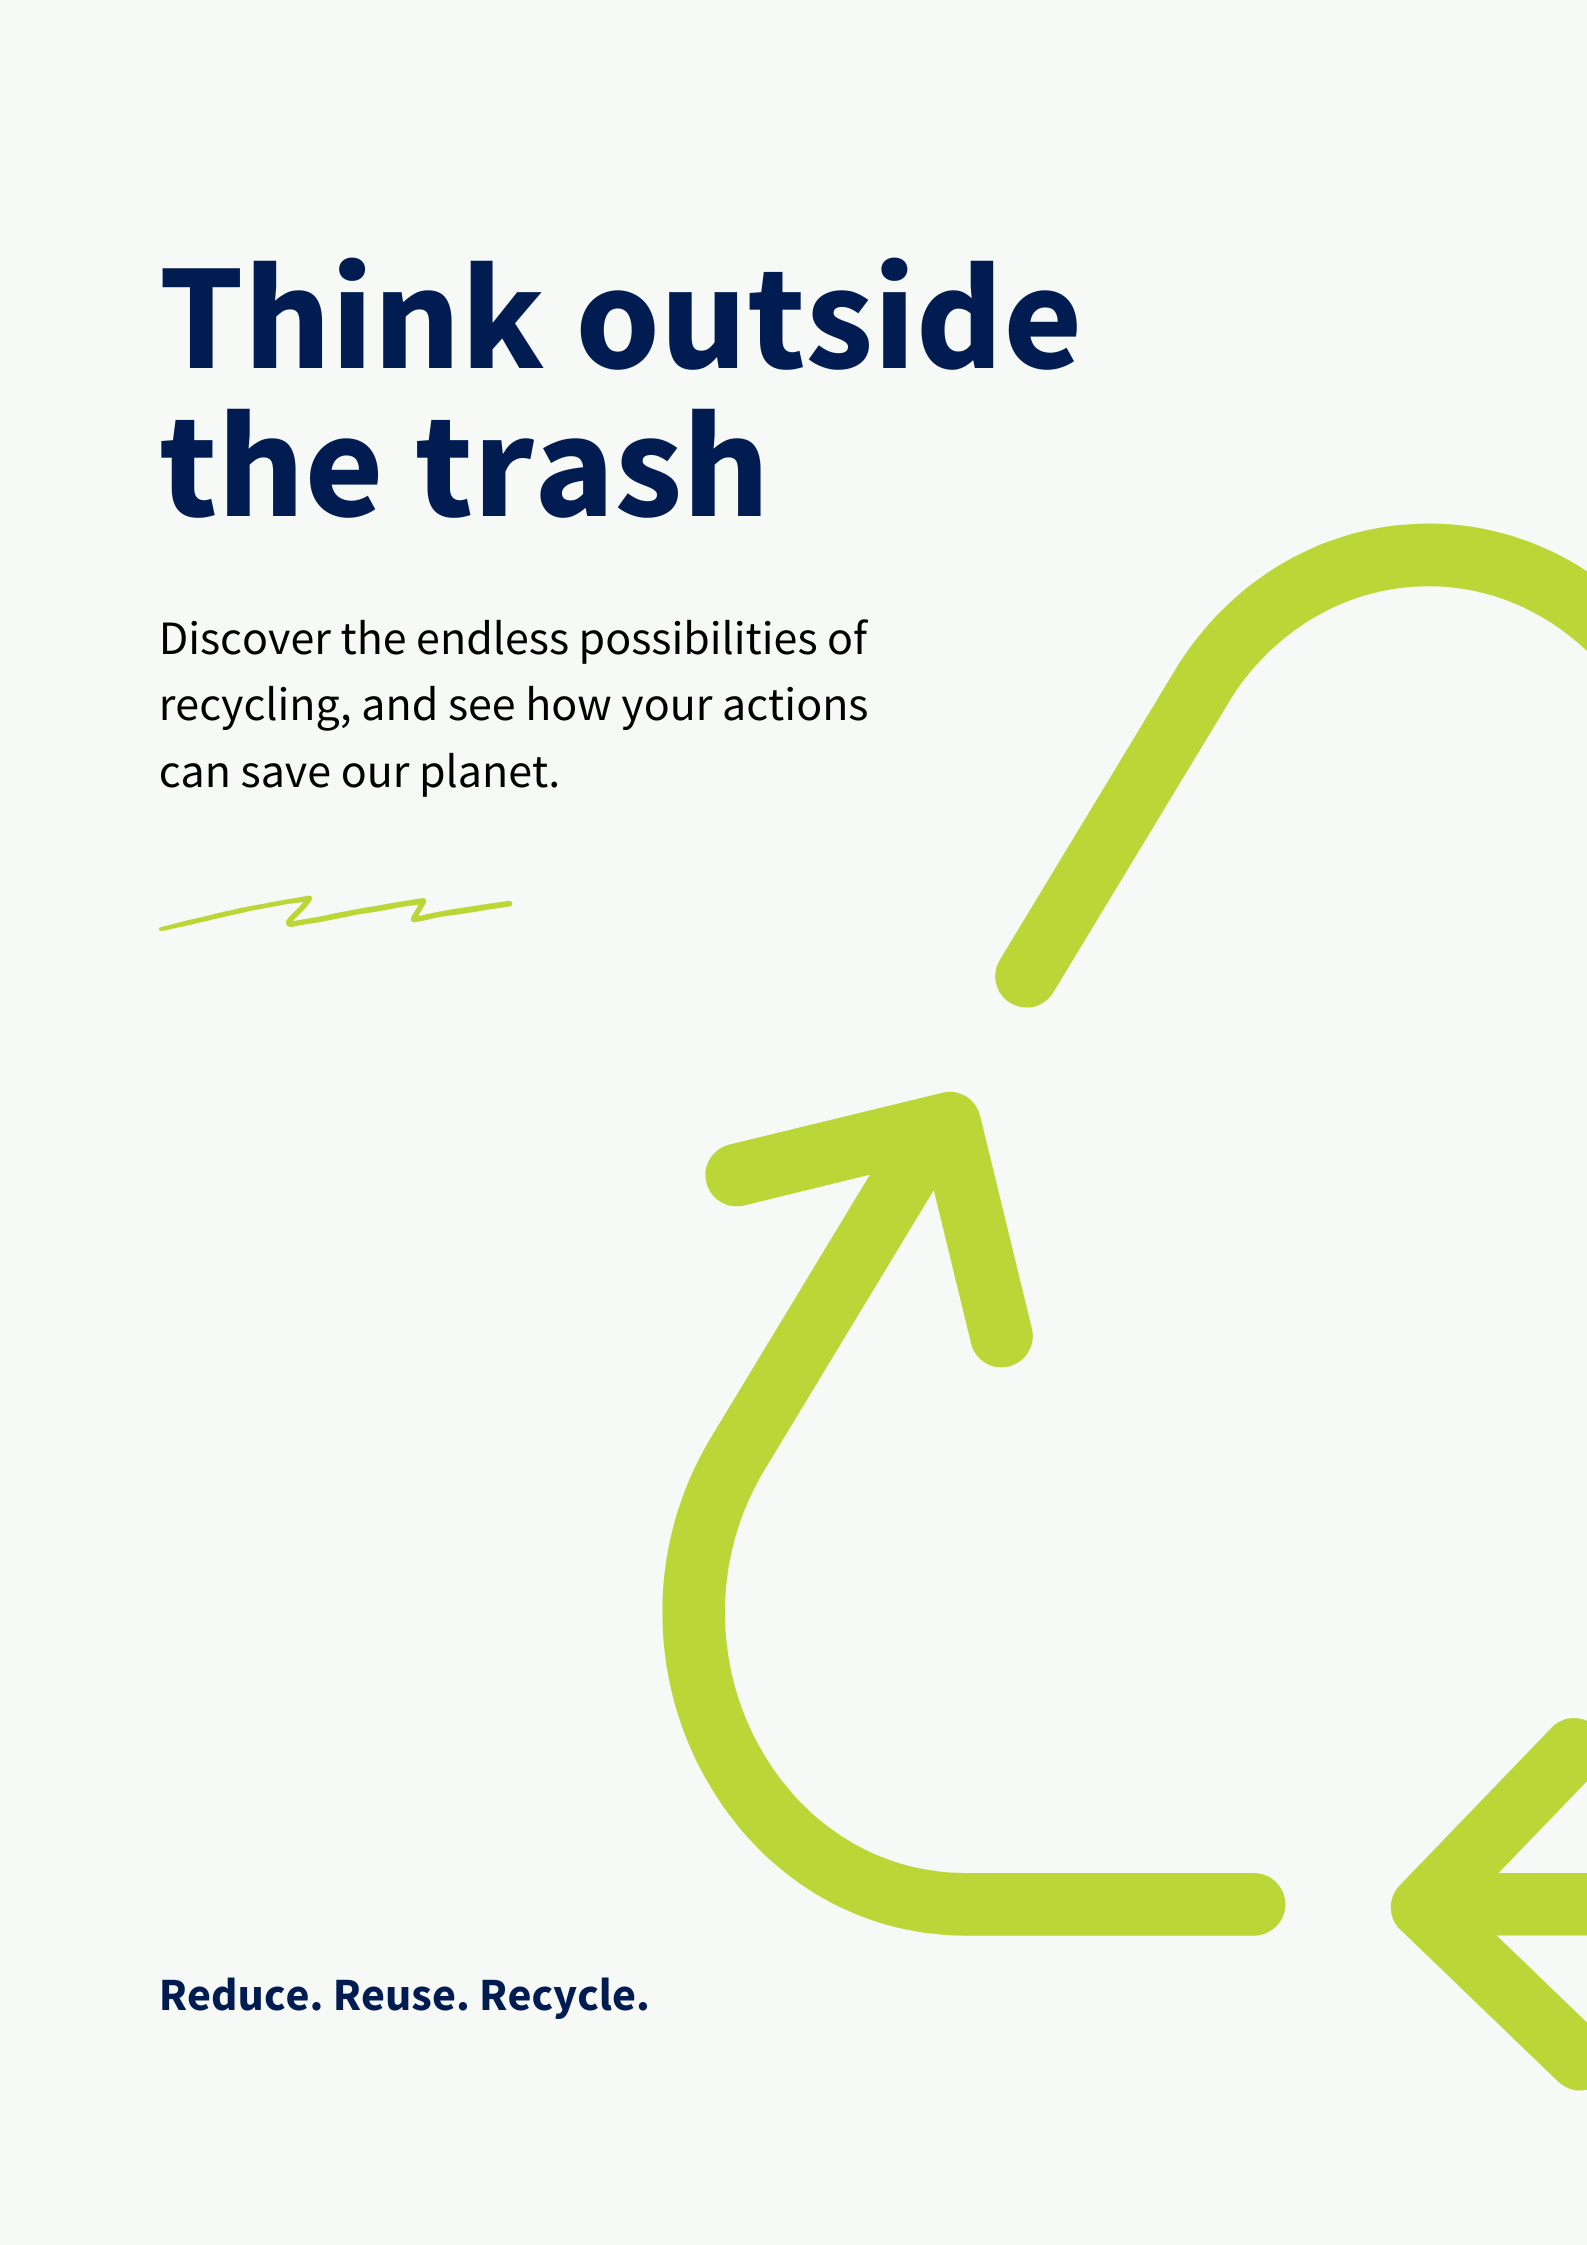 Think outside
the trash
Discover the endless possibilities of
recycling, and see how your actions
can save our planet.
Reduce. Reuse. Recycle.